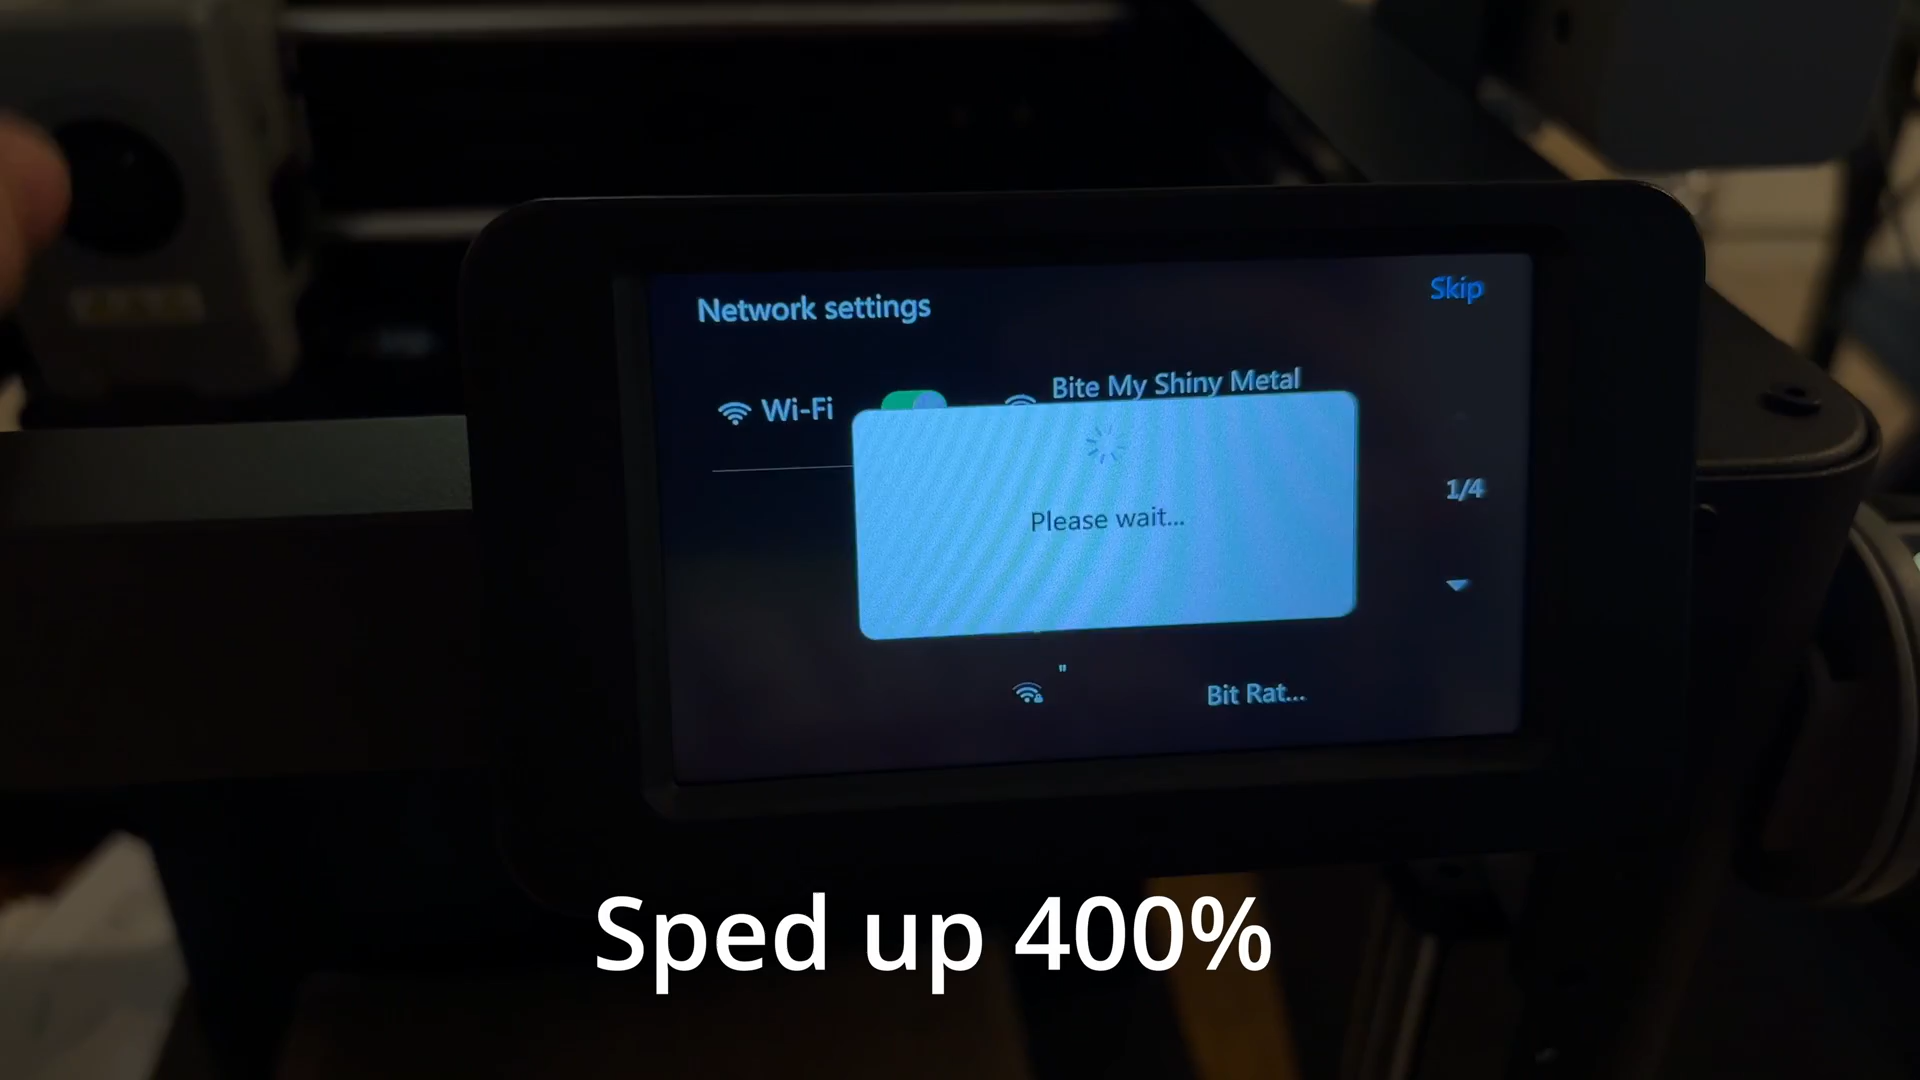 Network settings
Skip
Wi-Fi
Bite My Shiny Metal
1/4
Please wait...
"
Bit Rat...
Sped up 400%